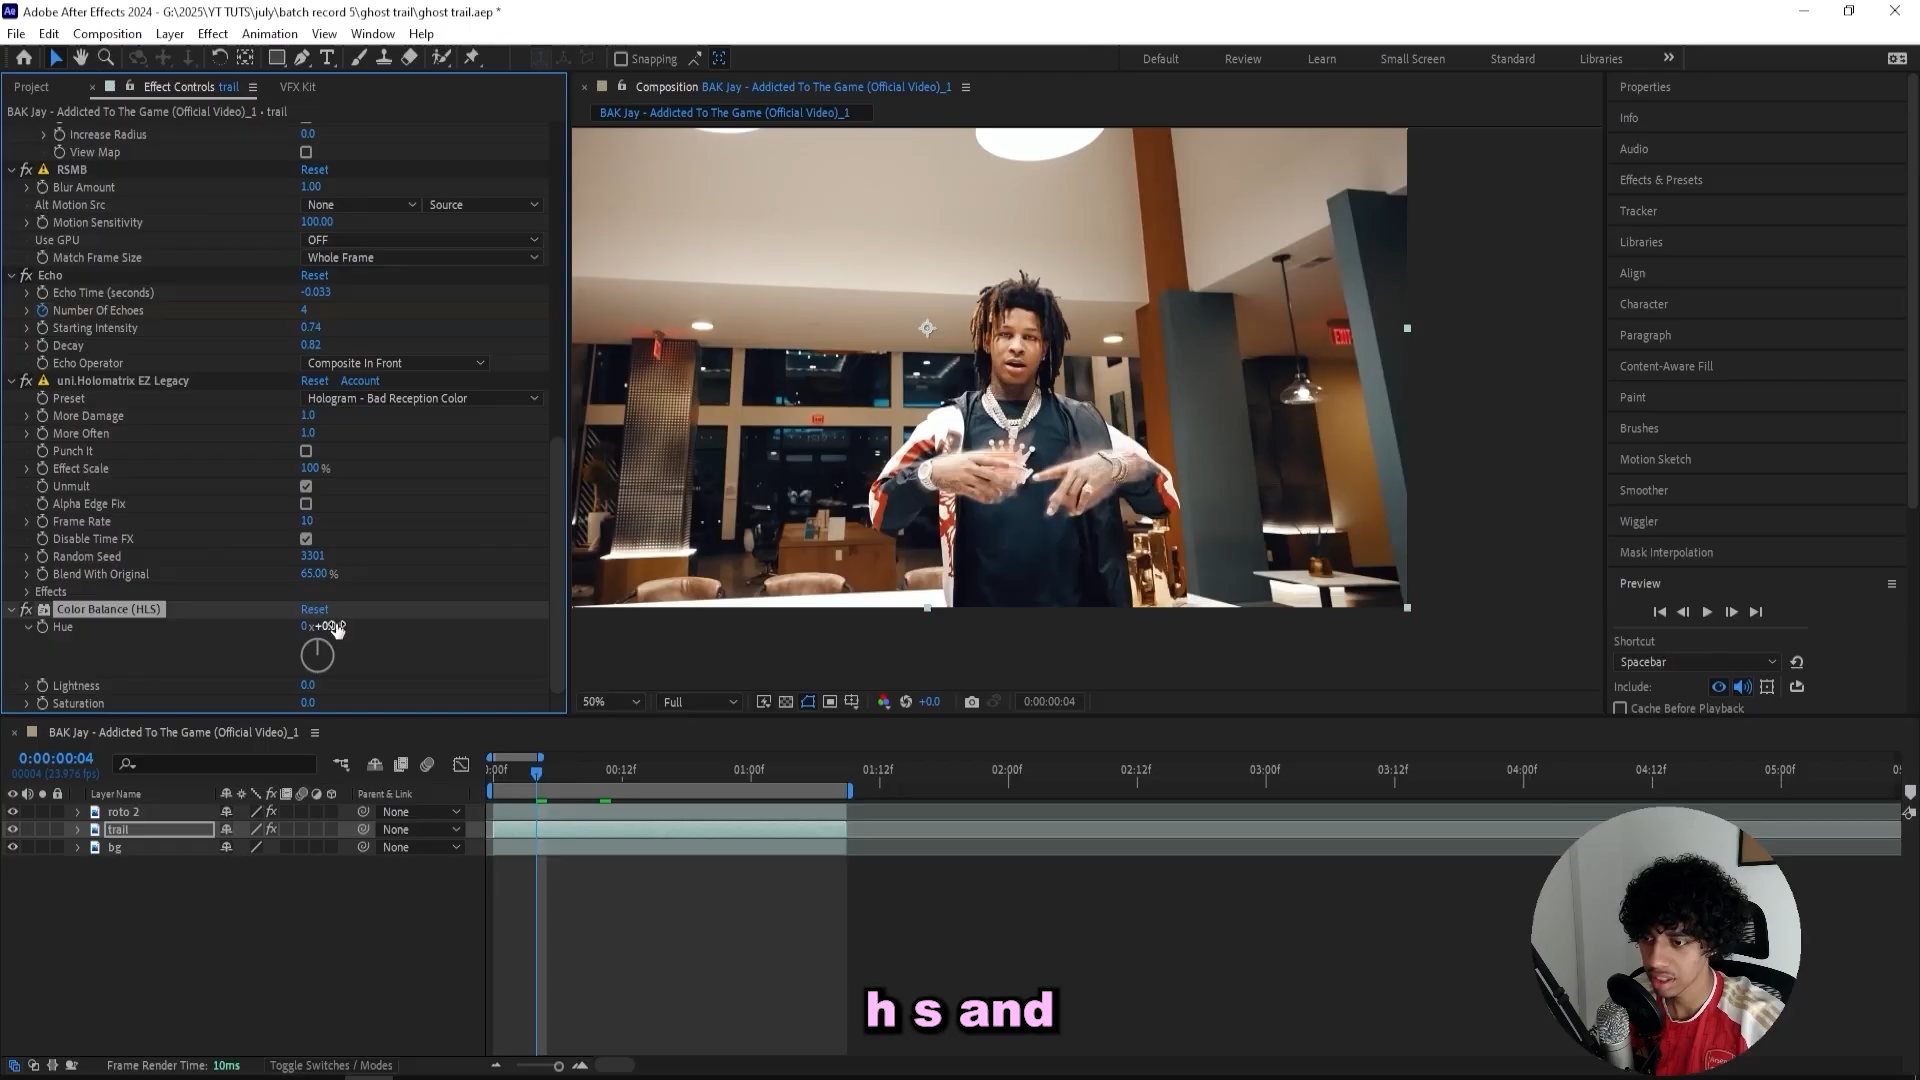 Adobe After Effects 2024 - G:\2025\YT TUTS\july\batch record 5\ghost trail\ghost trail.aep *
File Edit Composition Layer Effect Animation View Window Help
Snapping
Default Review Learn Small Screen Standard Libraries
Project Effect Controls trail VFX Kit
BAK Jay - Addicted To The Game (Official Video)_1 • trail
Increase Radius 0.0
View Map
fx RSMB Reset
Blur Amount 1.00
Alt Motion Src None Source
Motion Sensitivity 100.00
Use GPU OFF
Match Frame Size Whole Frame
fx Echo Reset
Echo Time (seconds) -0.033
Number Of Echoes 4
Starting Intensity 0.74
Decay 0.82
Echo Operator Composite In Front
fx uni.Holomatrix EZ Legacy Reset Account
Preset Hologram - Bad Reception Color
More Damage 1.0
More Often 1.0
Punch It
Effect Scale 100 %
Unmult
Alpha Edge Fix
Frame Rate 10
Disable Time FX
Random Seed 3301
Blend With Original 65.00 %
Effects
fx Color Balance (HLS) Reset
Hue 0 x
Lightness 0.0
Saturation 0.0
Composition BAK Jay - Addicted To The Game (Official Video)_1
BAK Jay - Addicted To The Game (Official Video)_1
EXIT
50% Full +0.0 0:00:00:04
Properties
Info
Audio
Effects & Presets
Tracker
Libraries
Align
Character
Paragraph
Content-Aware Fill
Paint
Brushes
Motion Sketch
Smoother
Wiggler
Mask Interpolation
Preview
Shortcut
Spacebar
Include:
Cache Before Playback
BAK Jay - Addicted To The Game (Official Video)_1
0:00:00:04
00004 (23.976 fps)
:00f 00:12f 01:00f 01:12f 02:00f 02:12f 03:00f 03:12f 04:00f 04:12f 05:00f
Layer Name Parent & Link
roto 2 None
trail None
bg None
h s and
Frame Render Time: 10ms Toggle Switches / Modes